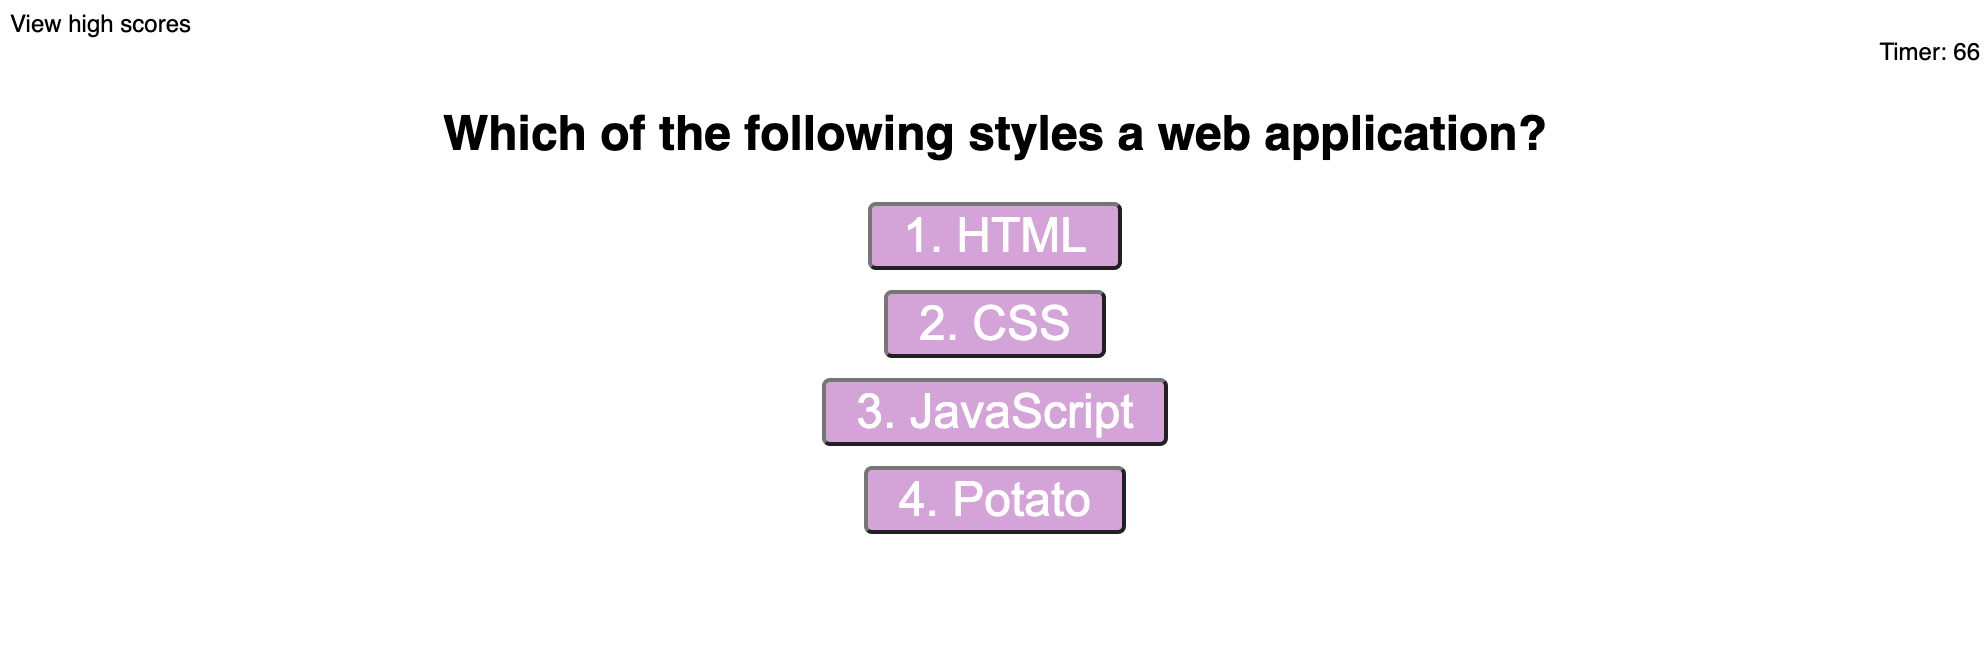 View high scores
Timer: 66
Which of the following styles a web application?
1. HTML
2. CSS
3. JavaScript
4. Potato